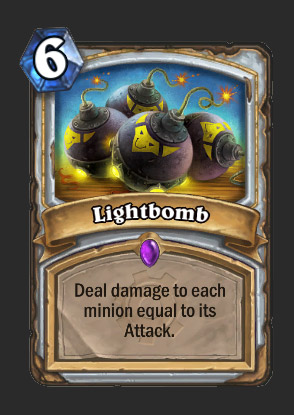 6
Lightbomb
Deal damage to each
minion equal to its
Attack.